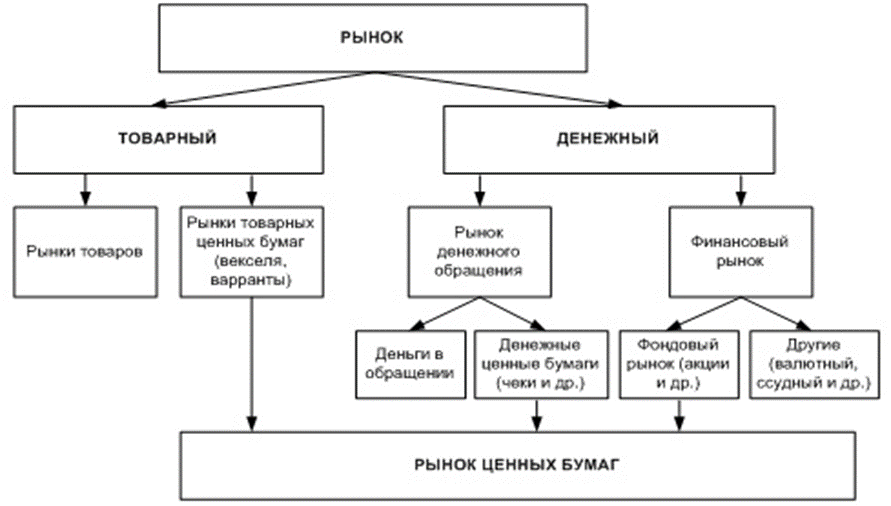 РЫНОК
ТОВАРНЫЙ
ДЕНЕЖНЫЙ
Рынки товаров
Рынки товарных
ценных бумаг
(векселя,
варранты)
Рынок
денежного
обращения
Финансовый
рынок
Деньги в
обращении
Денежные
ценные бумаги
(чеки и др.)
Фондовый
рынок (акции
и др.)
Другие
(валютный,
ссудный и др.)
РЫНОК ЦЕННЫХ БУМАГ